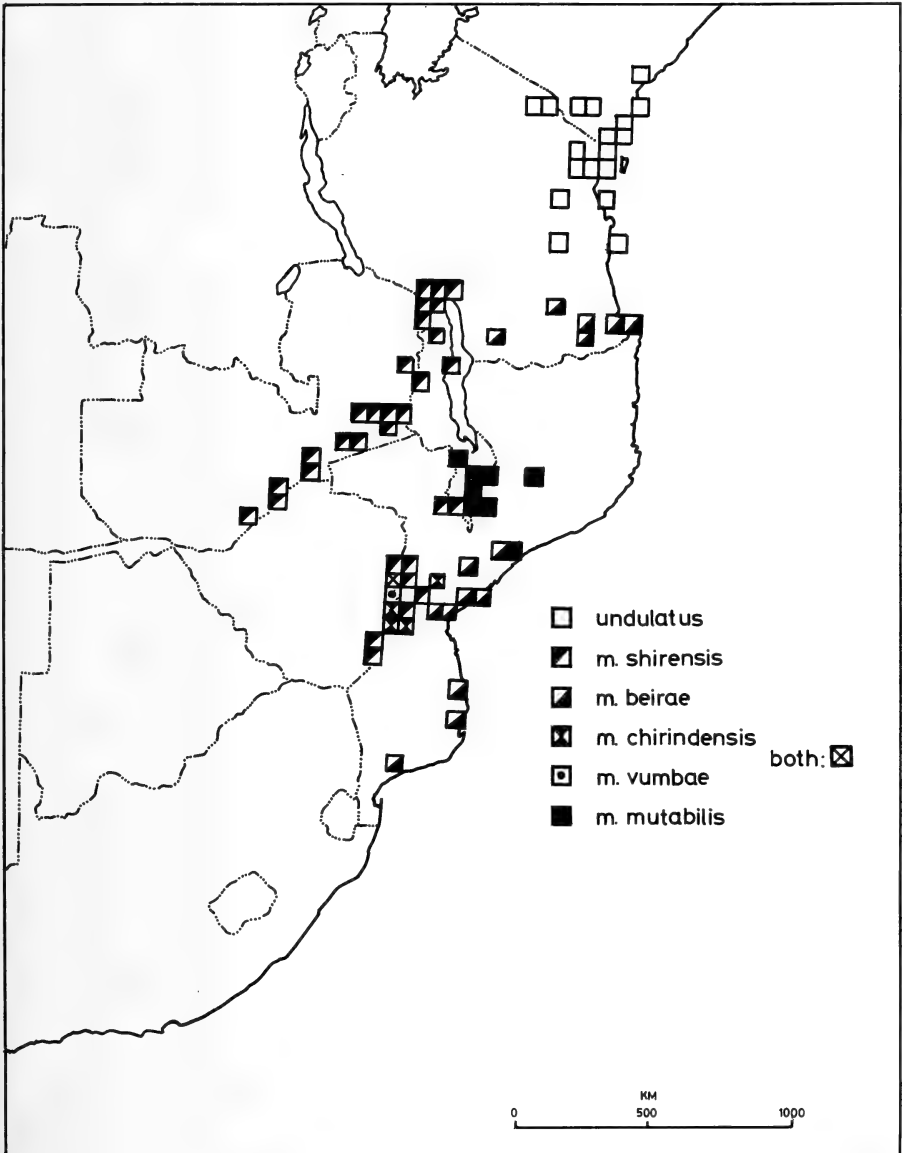 undulatus
m. shirensis
m. beirae
m. chirindensis
both:
m. vumbae
m. mutabilis
KM
0 500 1000